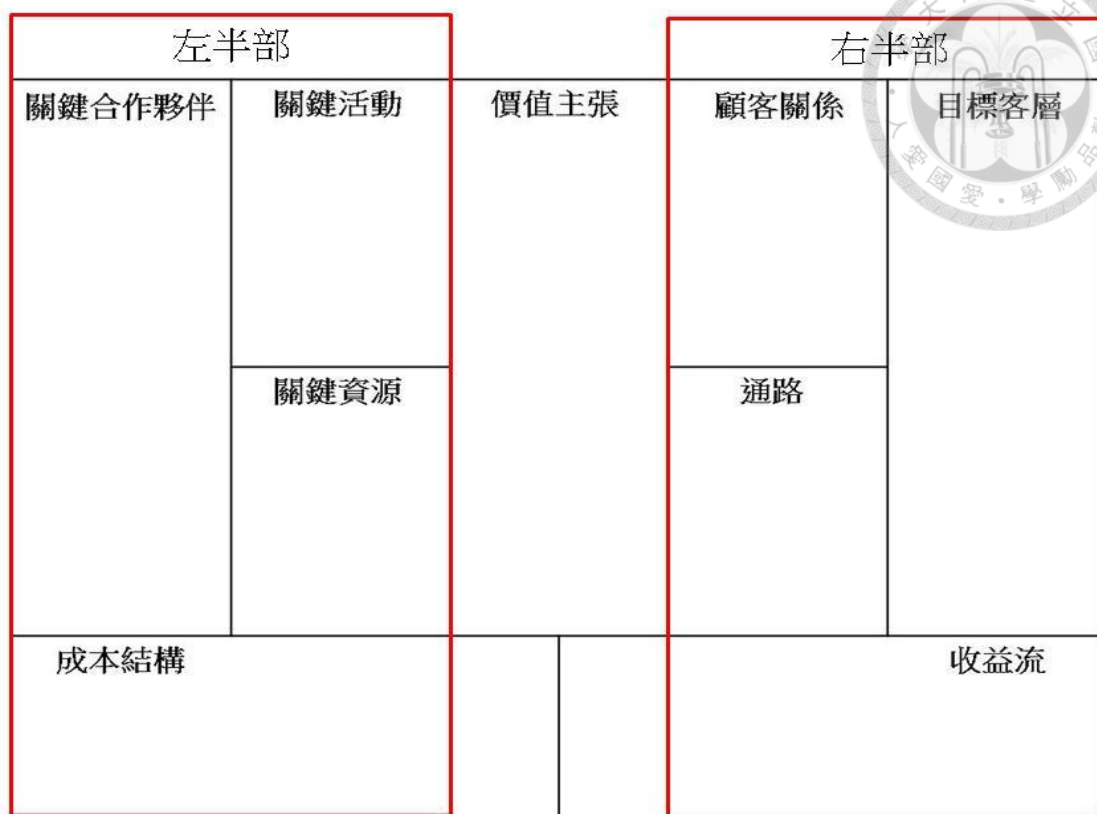 左半部
右半部
關鍵合作夥伴
關鍵活動
價值主張
顧客關係
目標客層
關鍵資源
通路
成本結構
收益流